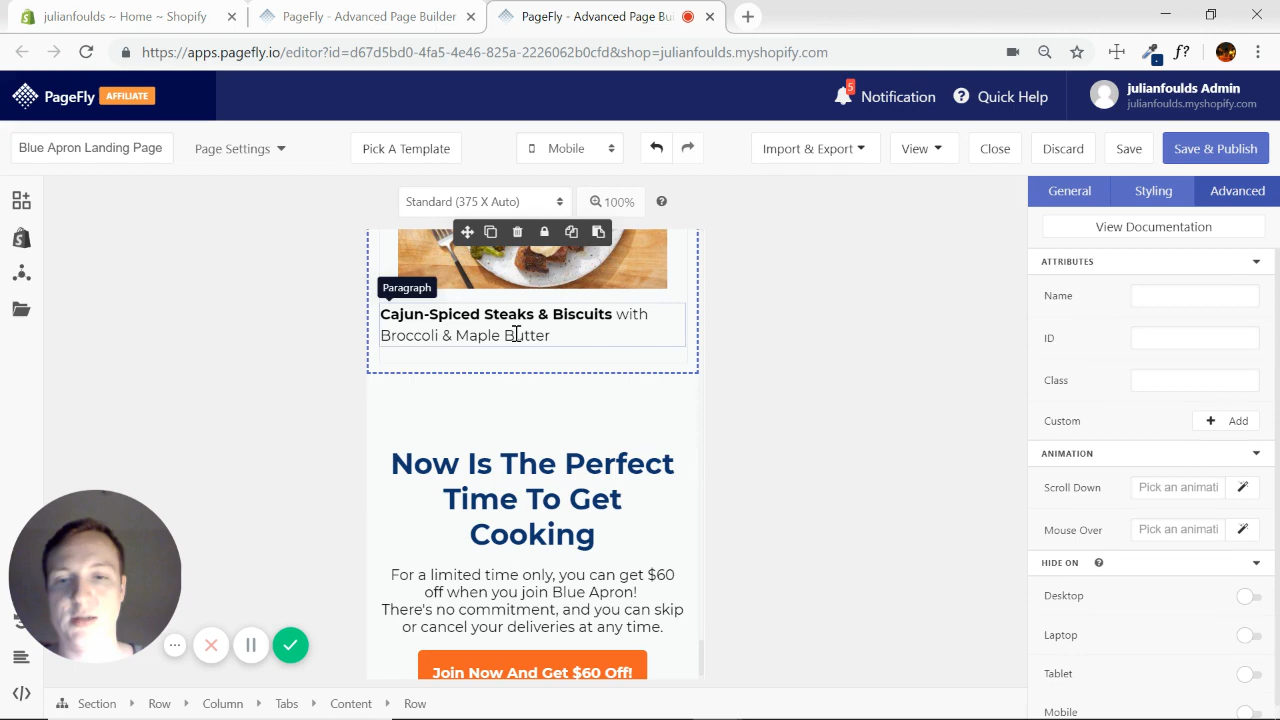 julianfoulds ~ Home ~ Shopify
PageFly - Advanced Page Builder
PageFly - Advanced Page Bui
https://apps.pagefly.io/editor?id=d67d5bd0-4fa5-4e46-825a-2226062b0cfd&shop=julianfoulds.myshopify.com
f?
PageFly AFFILIATE
5
Notification
Quick Help
julianfoulds Admin
julianfoulds.myshopify.com
Blue Apron Landing Page
Page Settings
Pick A Template
Mobile
Import & Export
View
Close
Discard
Save
Save & Publish
Standard (375 X Auto)
100%
General
Styling
Advanced
View Documentation
ATTRIBUTES
Name
ID
Class
Custom
+ Add
ANIMATION
Scroll Down
Pick an animati
Mouse Over
Pick an animati
HIDE ON
Desktop
Laptop
Tablet
Mobile
Paragraph
Cajun-Spiced Steaks & Biscuits with
Broccoli & Maple Butter
Now Is The Perfect
Time To Get
Cooking
For a limited time only, you can get $60
off when you join Blue Apron!
There's no commitment, and you can skip
or cancel your deliveries at any time.
Join Now And Get $60 Off!
Section
Row
Column
Tabs
Content
Row